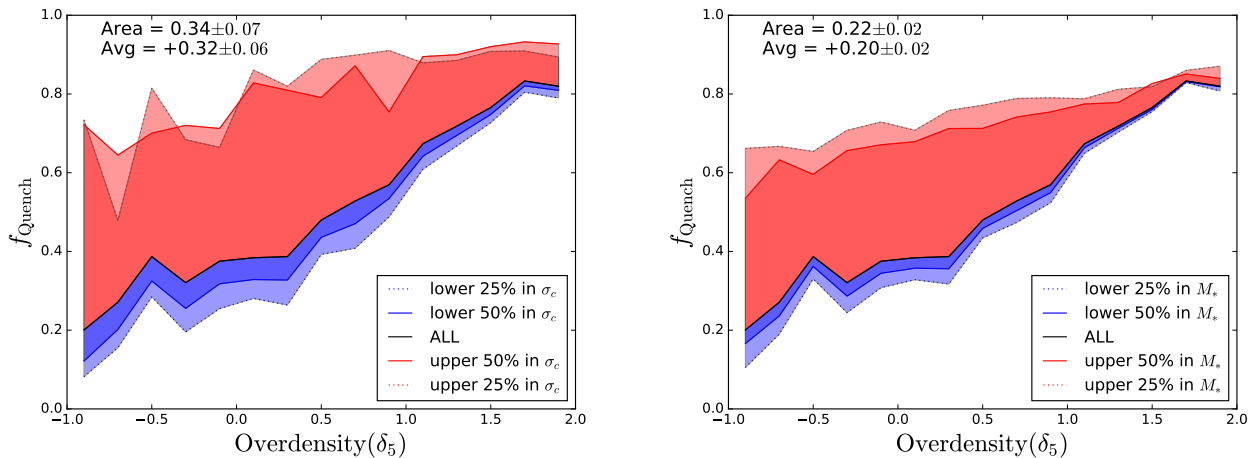 Area = 0.34±0.07
Avg = +0.32±0.06
1.0
0.8
0.6
0.4
0.2
0.0
f_Quench
−1.0 −0.5 0.0 0.5 1.0 1.5 2.0
Overdensity(δ₅)
lower 25% in σ_c
lower 50% in σ_c
ALL
upper 50% in σ_c
upper 25% in σ_c
Area = 0.22±0.02
Avg = +0.20±0.02
1.0
0.8
0.6
0.4
0.2
0.0
f_Quench
−1.0 −0.5 0.0 0.5 1.0 1.5 2.0
Overdensity(δ₅)
lower 25% in M_*
lower 50% in M_*
ALL
upper 50% in M_*
upper 25% in M_*